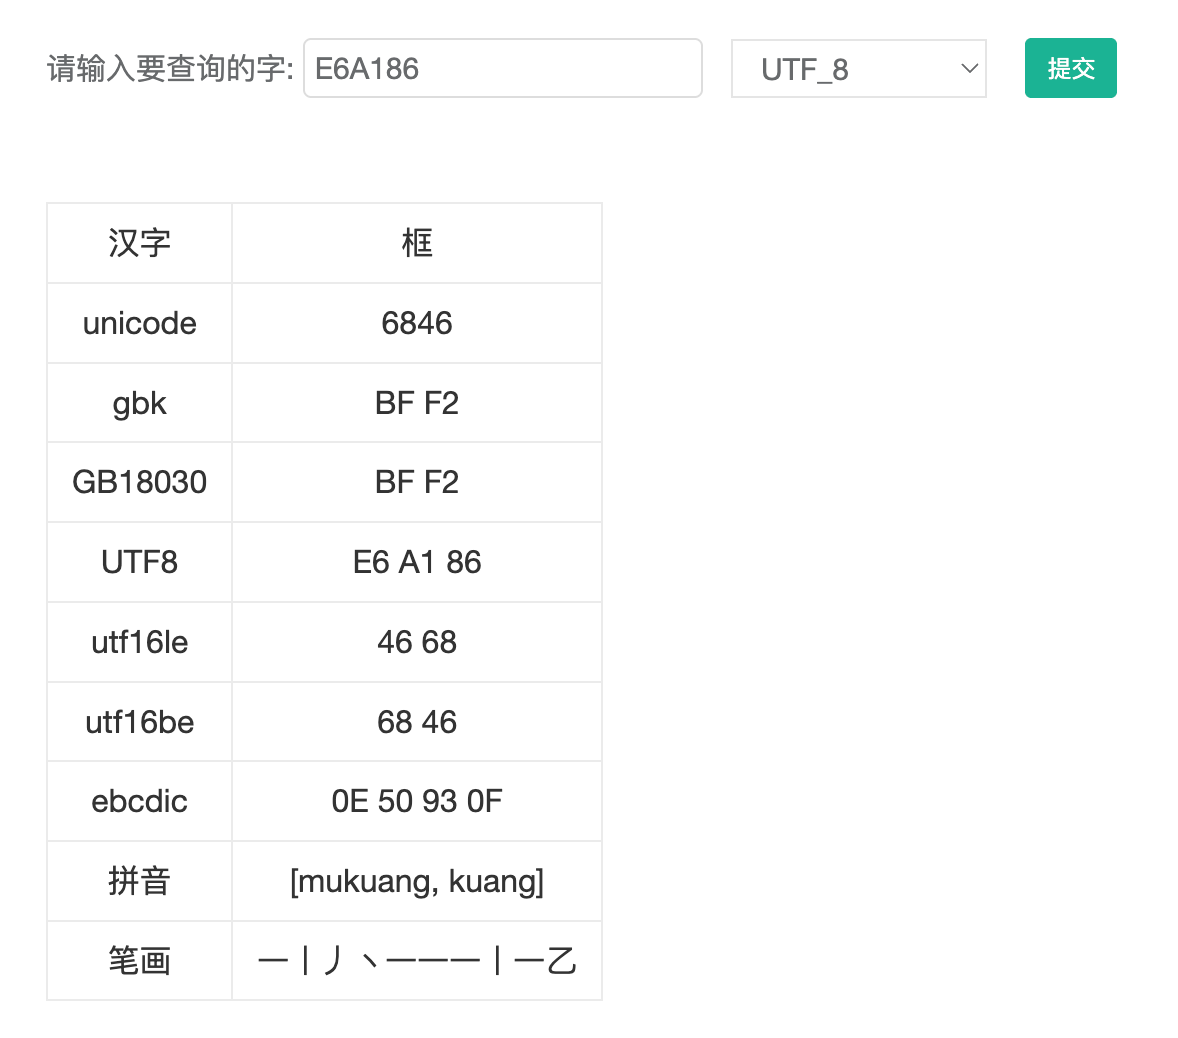 请输入要查询的字: E6A186 UTF_8 提交
汉字 框
unicode 6846
gbk BF F2
GB18030 BF F2
UTF8 E6 A1 86
utf16le 46 68
utf16be 68 46
ebcdic 0E 50 93 0F
拼音 [mukuang, kuang]
笔画 一丨丿丶一一一丨一乙